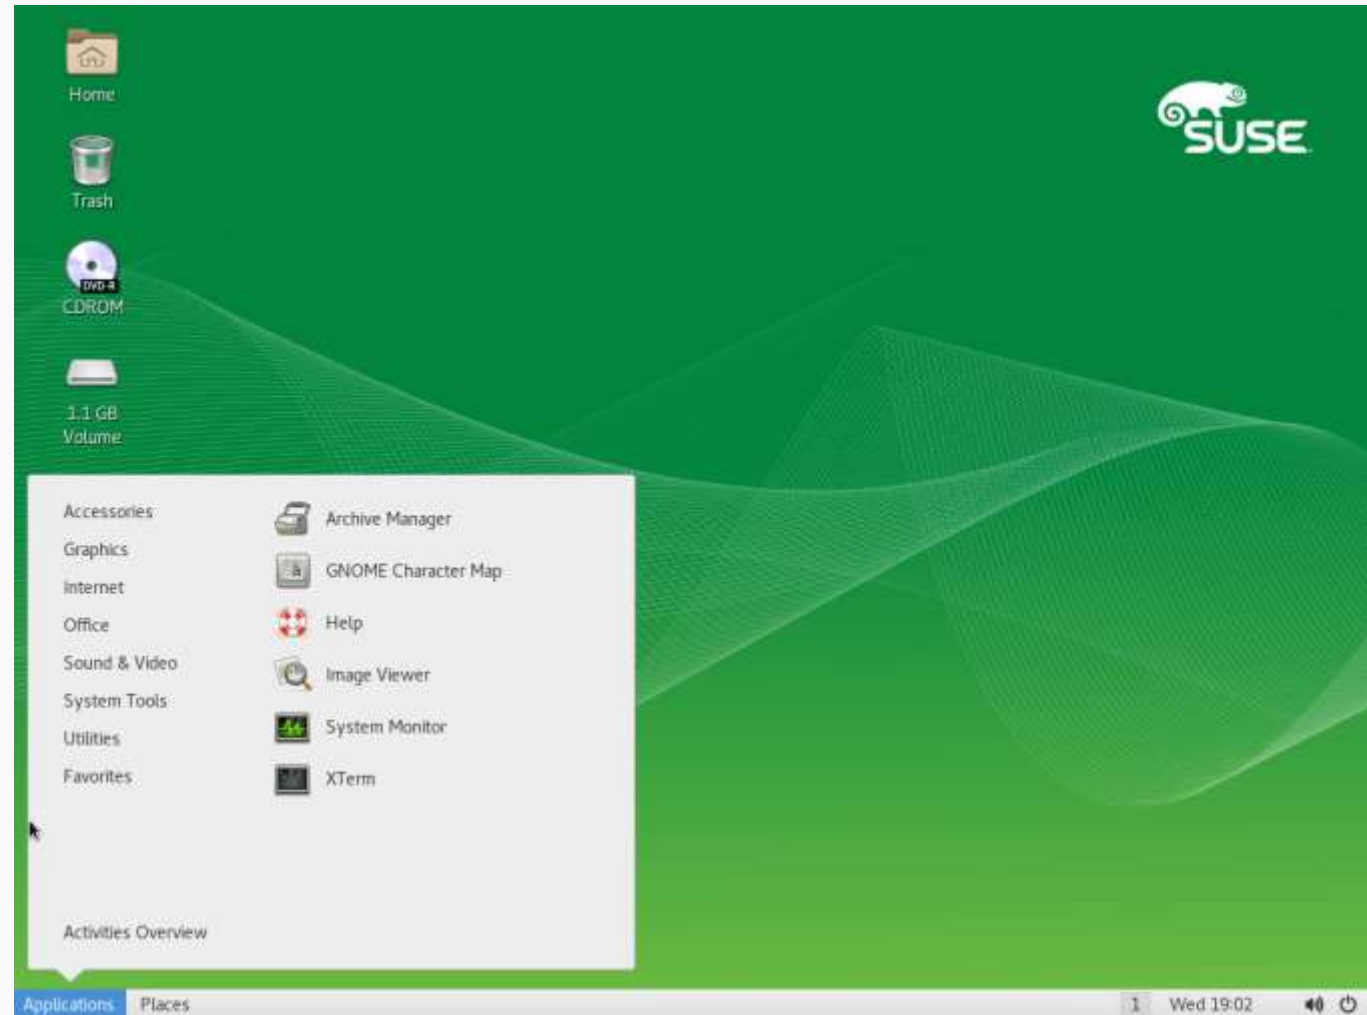 Home
Trash
DVD-R
CDROM
1.1 GB
Volume
SUSE
Accessories
Graphics
Internet
Office
Sound & Video
System Tools
Utilities
Favorites
Activities Overview
Archive Manager
GNOME Character Map
à
Help
Image Viewer
System Monitor
XTerm
Applications Places 1 Wed 19:02